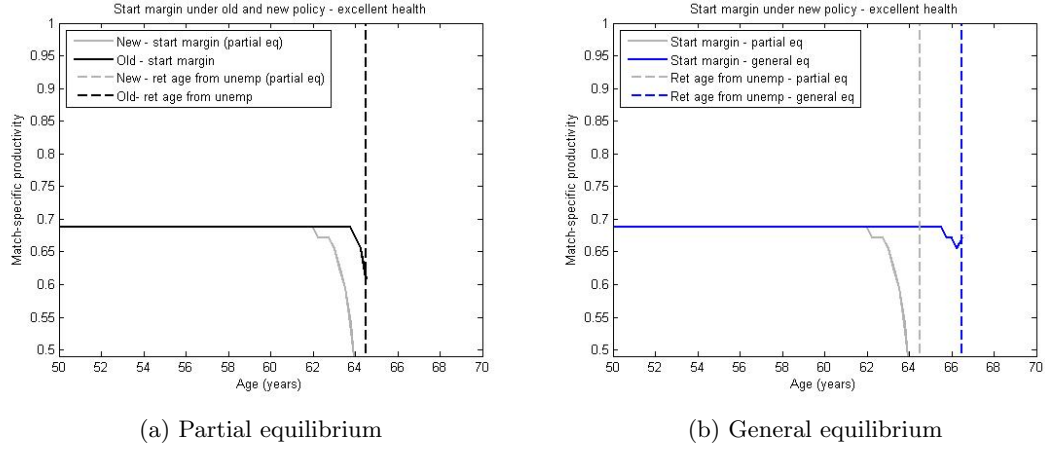 Start margin under old and new policy - excellent health
1
0.95
0.9
0.85
0.8
0.75
0.7
0.65
0.6
0.55
0.5
Match-specific productivity
New - start margin (partial eq)
Old - start margin
New - ret age from unemp (partial eq)
Old- ret age from unemp
50 52 54 56 58 60 62 64 66 68 70
Age (years)
(a) Partial equilibrium
Start margin under new policy - excellent health
1
0.95
0.9
0.85
0.8
0.75
0.7
0.65
0.6
0.55
0.5
Match-specific productivity
Start margin - partial eq
Start margin - general eq
Ret age from unemp - partial eq
Ret age from unemp - general eq
50 52 54 56 58 60 62 64 66 68 70
Age (years)
(b) General equilibrium